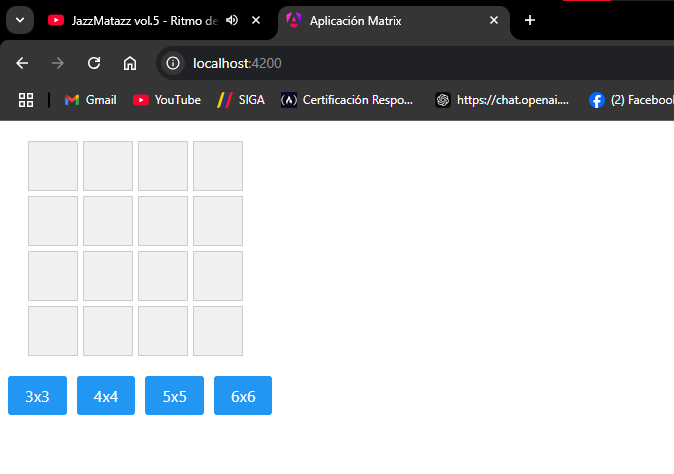 JazzMatazz vol.5 - Ritmo de
Aplicación Matrix
localhost:4200
Gmail
YouTube
SIGA
Certificación Respo...
https://chat.openai....
(2) Facebook
3x3
4x4
5x5
6x6